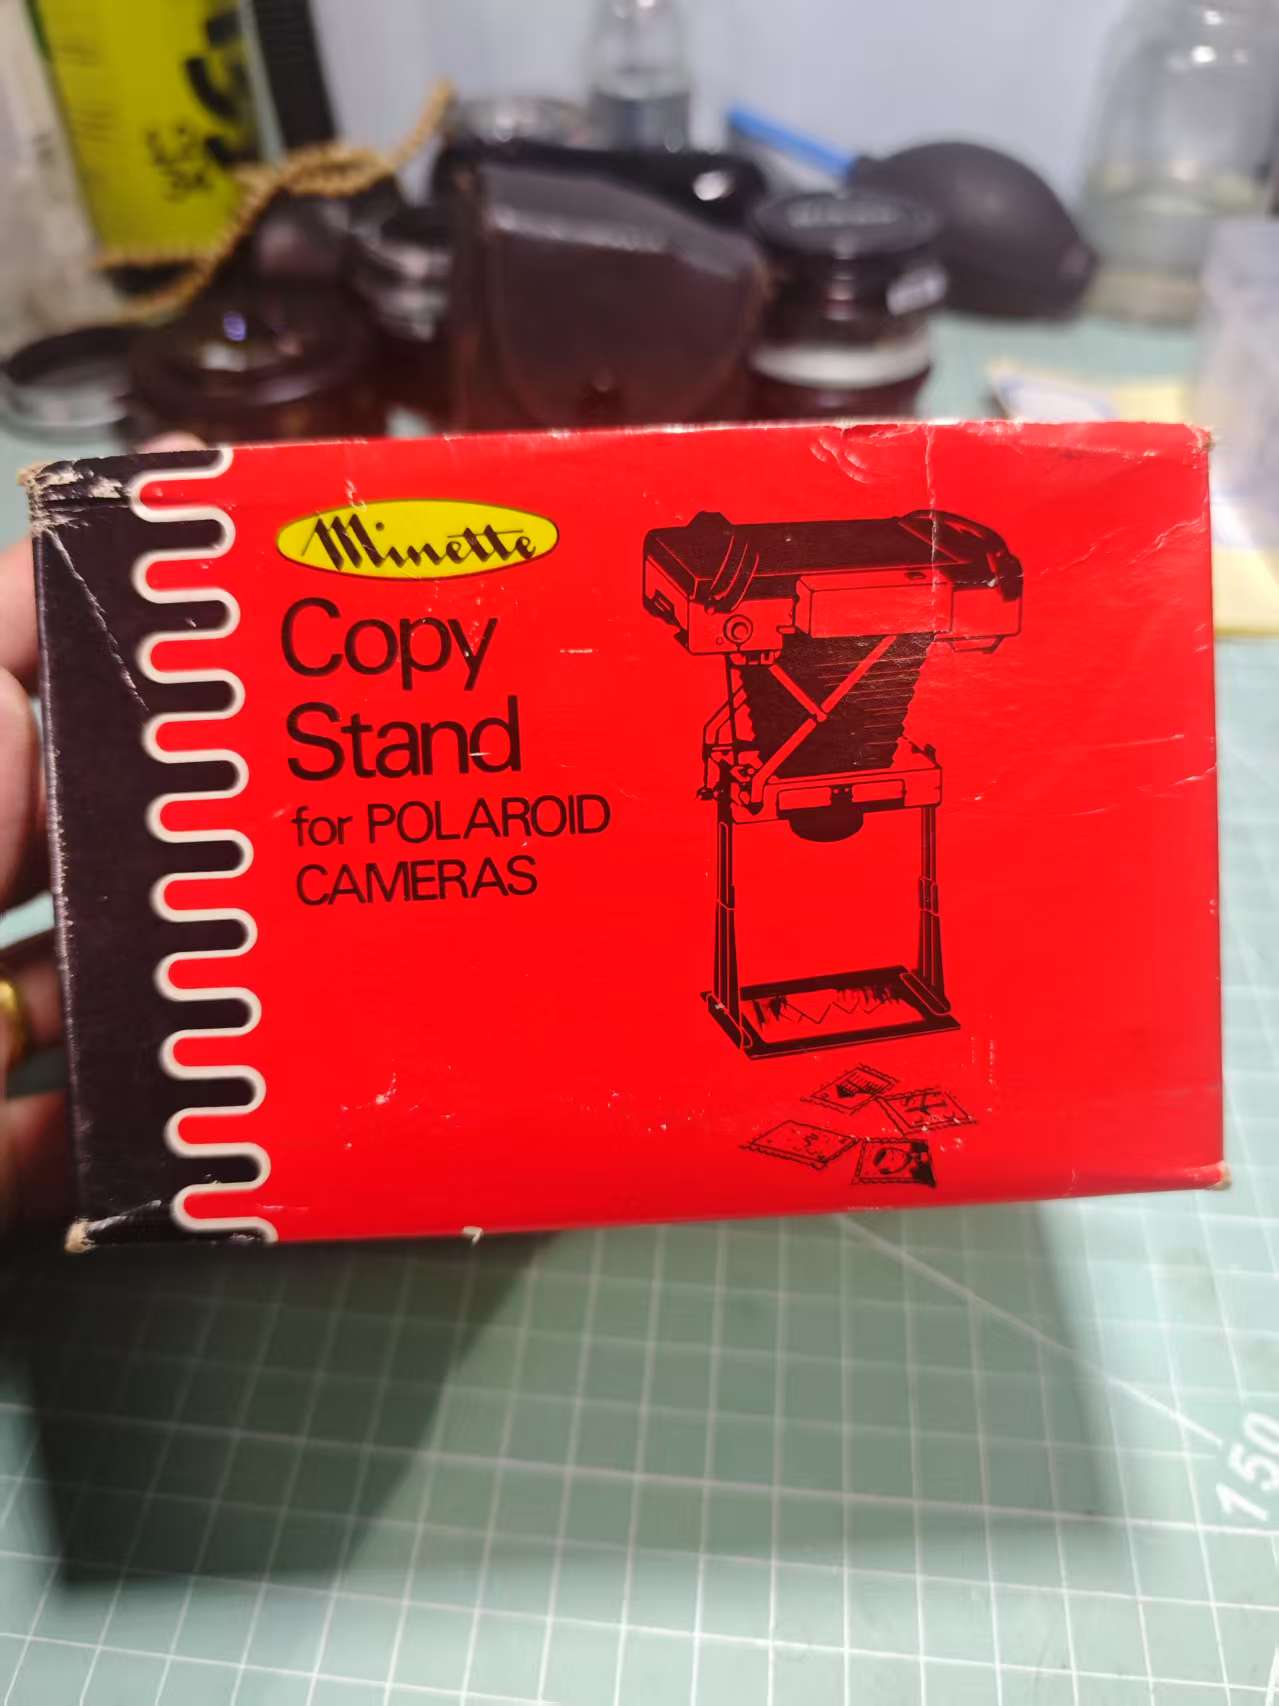 Minette
Copy
Stand
for POLAROID
CAMERAS
150